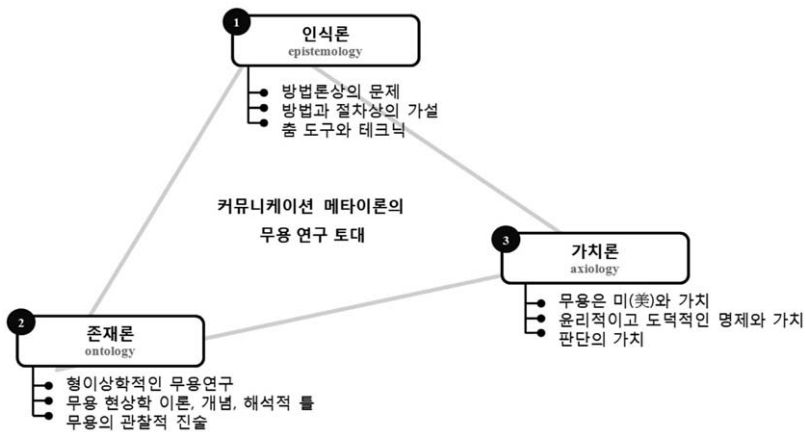 1
인식론
epistemology
방법론상의 문제
방법과 절차상의 가설
춤 도구와 테크닉
커뮤니케이션 메타이론의
무용 연구 토대
3
가치론
axiology
무용은 미(美)와 가치
윤리적이고 도덕적인 명제와 가치
판단의 가치
2
존재론
ontology
형이상학적인 무용연구
무용 현상학 이론, 개념, 해석적 틀
무용의 관찰적 진술